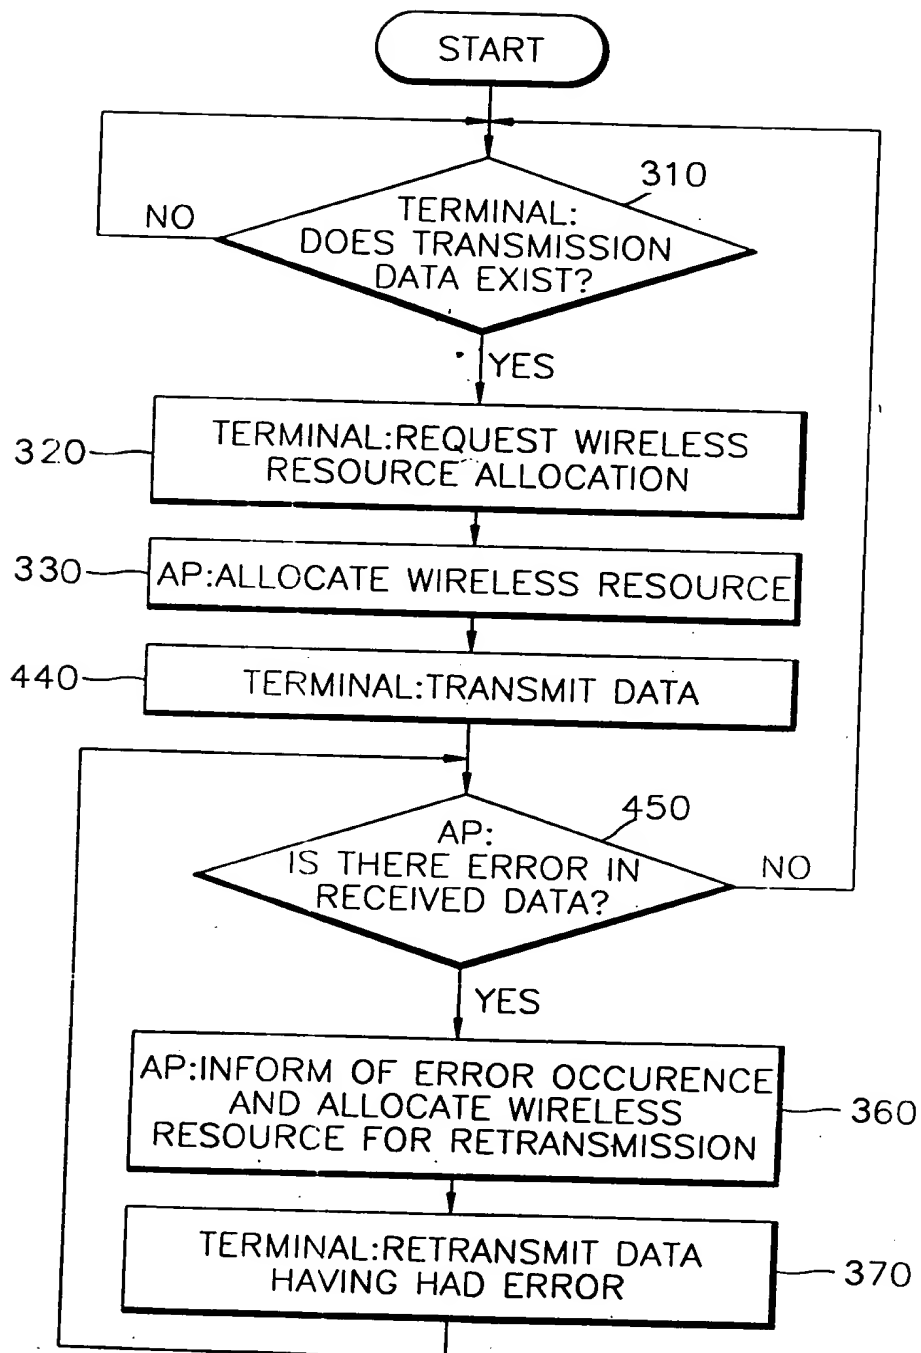 START
310
TERMINAL:
DOES TRANSMISSION
DATA EXIST?
NO
YES
320
TERMINAL:REQUEST WIRELESS
RESOURCE ALLOCATION
330
AP:ALLOCATE WIRELESS RESOURCE
440
TERMINAL:TRANSMIT DATA
450
AP:
IS THERE ERROR IN
RECEIVED DATA?
NO
YES
AP:INFORM OF ERROR OCCURENCE
AND ALLOCATE WIRELESS
RESOURCE FOR RETRANSMISSION
360
TERMINAL:RETRANSMIT DATA
HAVING HAD ERROR
370